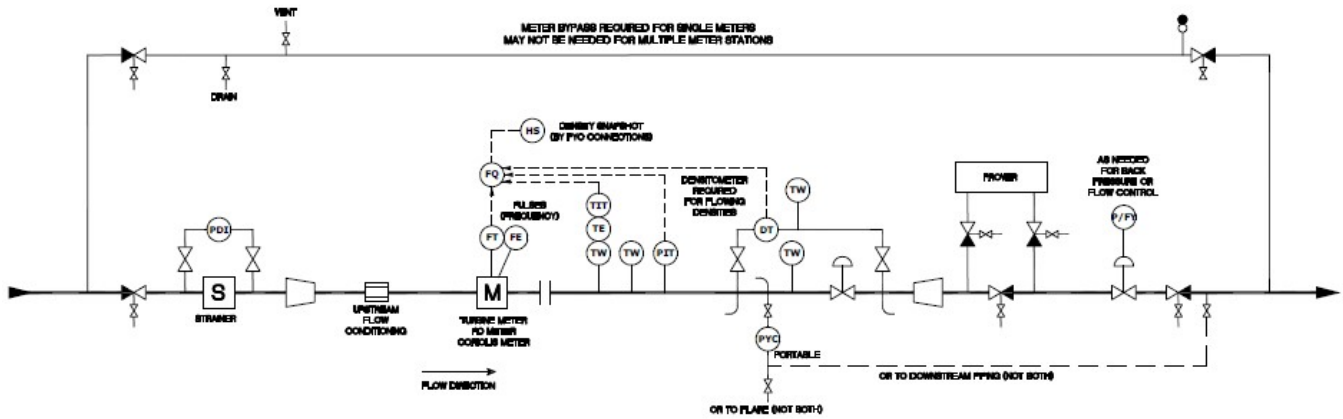 VENT
METER BYPASS REQUIRED FOR SINGLE METERS
MAY NOT BE NEEDED FOR MULTIPLE METER STATIONS
DRAIN
HS
DENSITY SNAPSHOT
(BY PYC CONNECTIONS)
FQ
PULSES
(FREQUENCY)
FT
FE
TIT
TE
TW
TW
PIT
DENSITOMETER
REQUIRED
FOR FLOWING
DENSITIES
TW
DT
TW
PROVER
AS NEEDED
FOR BACK
PRESSURE OR
FLOW CONTROL
P/FY
PDI
S
STRAINER
UPSTREAM
FLOW
CONDITIONING
M
TURBINE METER
PD METER
CORIOLIS METER
FLOW DIRECTION
PYC
PORTABLE
OR TO DOWNSTREAM PIPING (NOT BOTH)
OR TO FLARE (NOT BOTH)